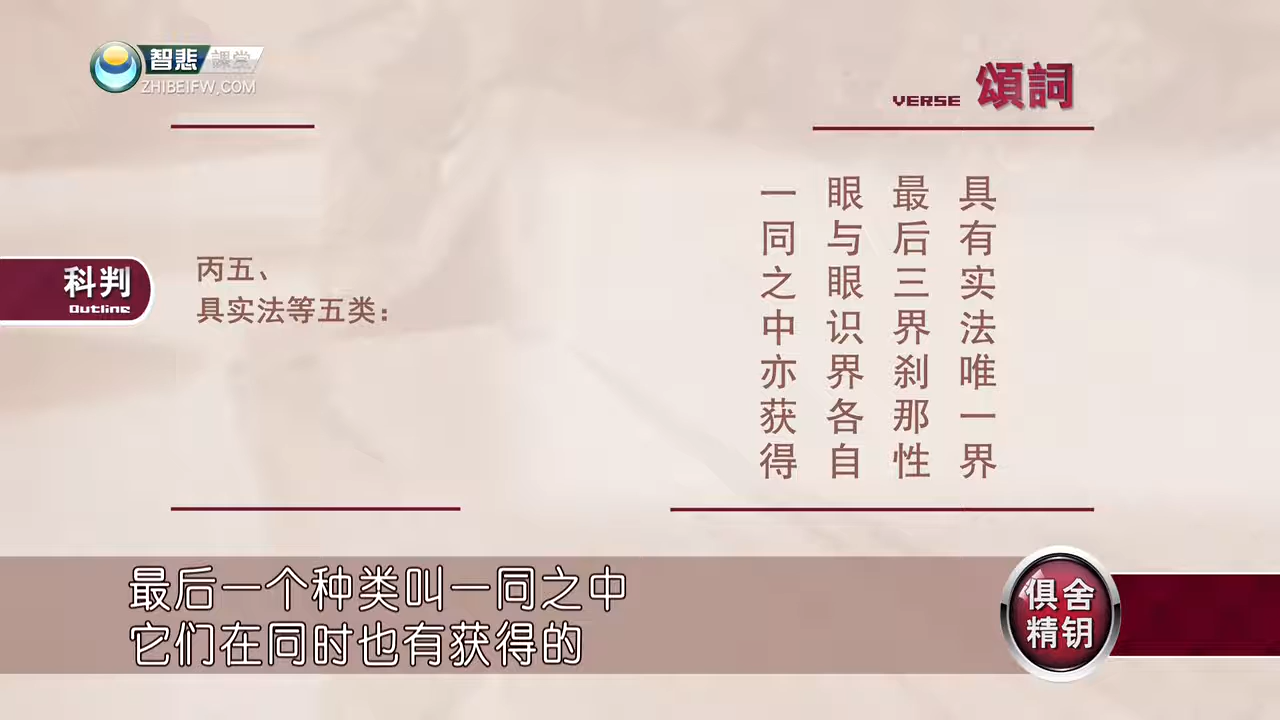 智悲課堂
ZHIBEIFW.COM
VERSE 頌詞
具有实法唯一界
最后三界刹那性
眼与眼识界各自
一同之中亦获得
科判
Outline
丙五、
具实法等五类：
最后一个种类叫一同之中
它们在同时也有获得的
俱舍
精钥